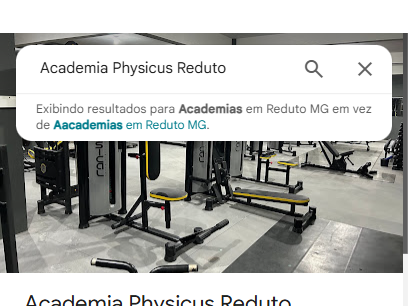 Academia Physicus Reduto
Exibindo resultados para Academias em Reduto MG em vez
de Aacademias em Reduto MG.
Academia Physicus Reduto